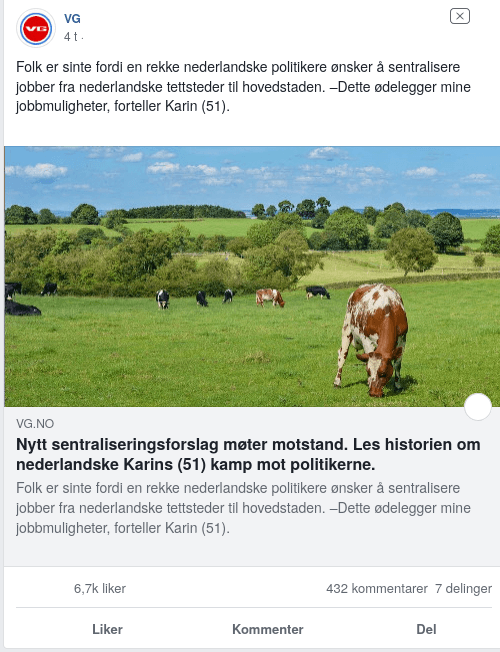 VG
VG
4 t ·
Folk er sinte fordi en rekke nederlandske politikere ønsker å sentralisere
jobber fra nederlandske tettsteder til hovedstaden. –Dette ødelegger mine
jobbmuligheter, forteller Karin (51).
VG.NO
Nytt sentraliseringsforslag møter motstand. Les historien om
nederlandske Karins (51) kamp mot politikerne.
Folk er sinte fordi en rekke nederlandske politikere ønsker å sentralisere
jobber fra nederlandske tettsteder til hovedstaden. –Dette ødelegger mine
jobbmuligheter, forteller Karin (51).
6,7k liker 432 kommentarer 7 delinger
Liker Kommenter Del